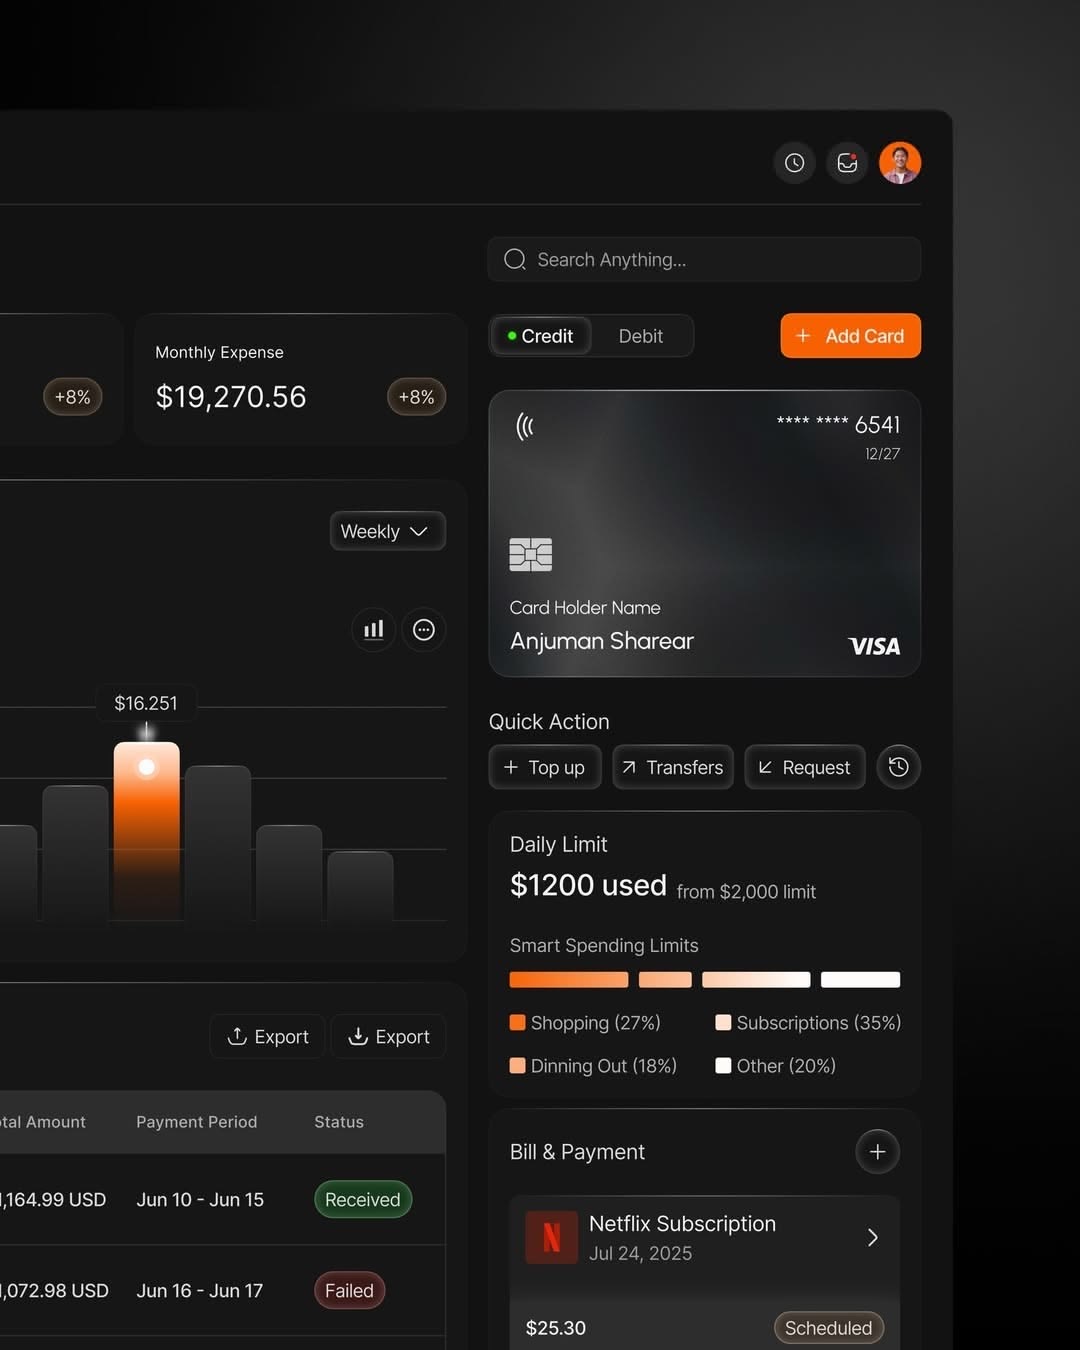 Search Anything...
Credit
Debit
+ Add Card
+8%
Monthly Expense
$19,270.56
+8%
**** **** 6541
12/27
Card Holder Name
Anjuman Sharear
VISA
Weekly
$16.251
Quick Action
+ Top up
Transfers
Request
Daily Limit
$1200 used from $2,000 limit
Smart Spending Limits
Shopping (27%)
Subscriptions (35%)
Dinning Out (18%)
Other (20%)
Export
Export
Amount
Payment Period
Status
,164.99 USD
Jun 10 - Jun 15
Received
,072.98 USD
Jun 16 - Jun 17
Failed
Bill & Payment
N
Netflix Subscription
Jul 24, 2025
$25.30
Scheduled